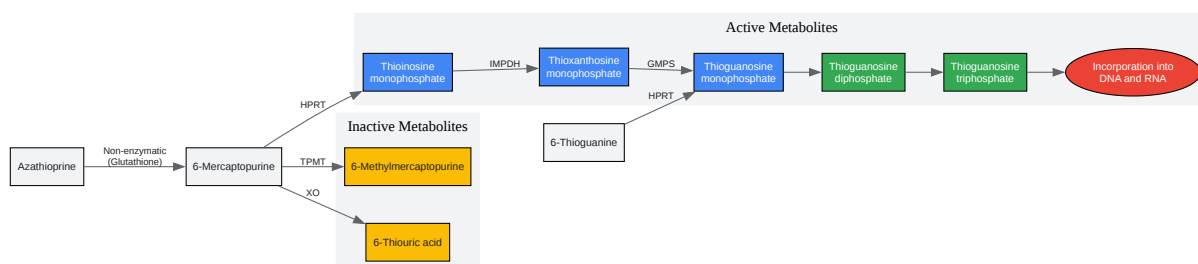 Active Metabolites
Thioinosine
monophosphate
IMPDH
Thioxanthosine
monophosphate
GMPS
Thioguanosine
monophosphate
Thioguanosine
diphosphate
Thioguanosine
triphosphate
Incorporation into
DNA and RNA
HPRT
HPRT
Inactive Metabolites
6-Thioguanine
Azathioprine
Non-enzymatic
(Glutathione)
6-Mercaptopurine
TPMT
6-Methylmercaptopurine
XO
6-Thiouric acid